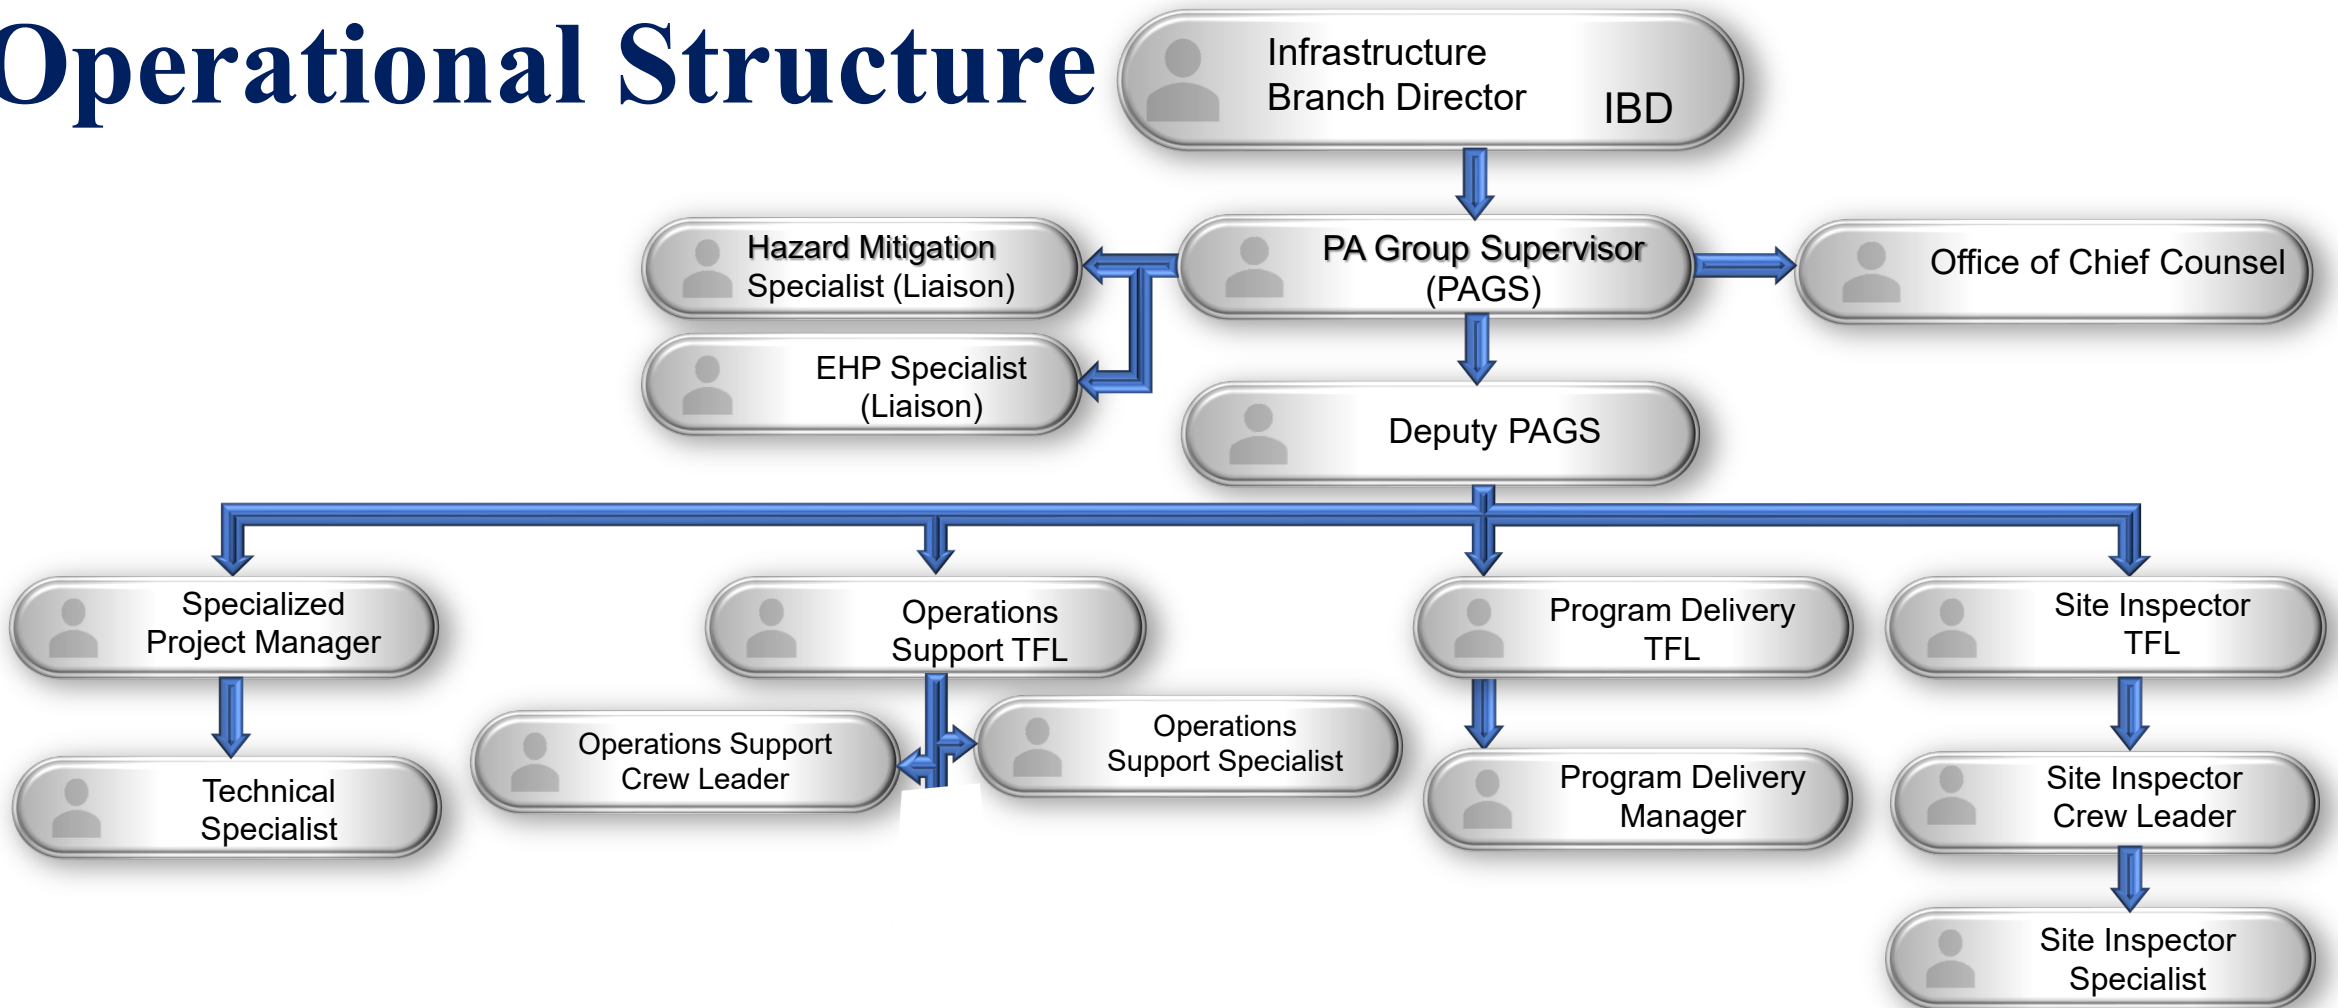 Operational Structure
Infrastructure
Branch Director
IBD
Hazard Mitigation
Specialist (Liaison)
PA Group Supervisor
(PAGS)
Office of Chief Counsel
EHP Specialist
(Liaison)
Deputy PAGS
Specialized
Project Manager
Operations
Support TFL
Program Delivery
TFL
Site Inspector
TFL
Technical
Specialist
Operations Support
Crew Leader
Operations
Support Specialist
Program Delivery
Manager
Site Inspector
Crew Leader
Site Inspector
Specialist